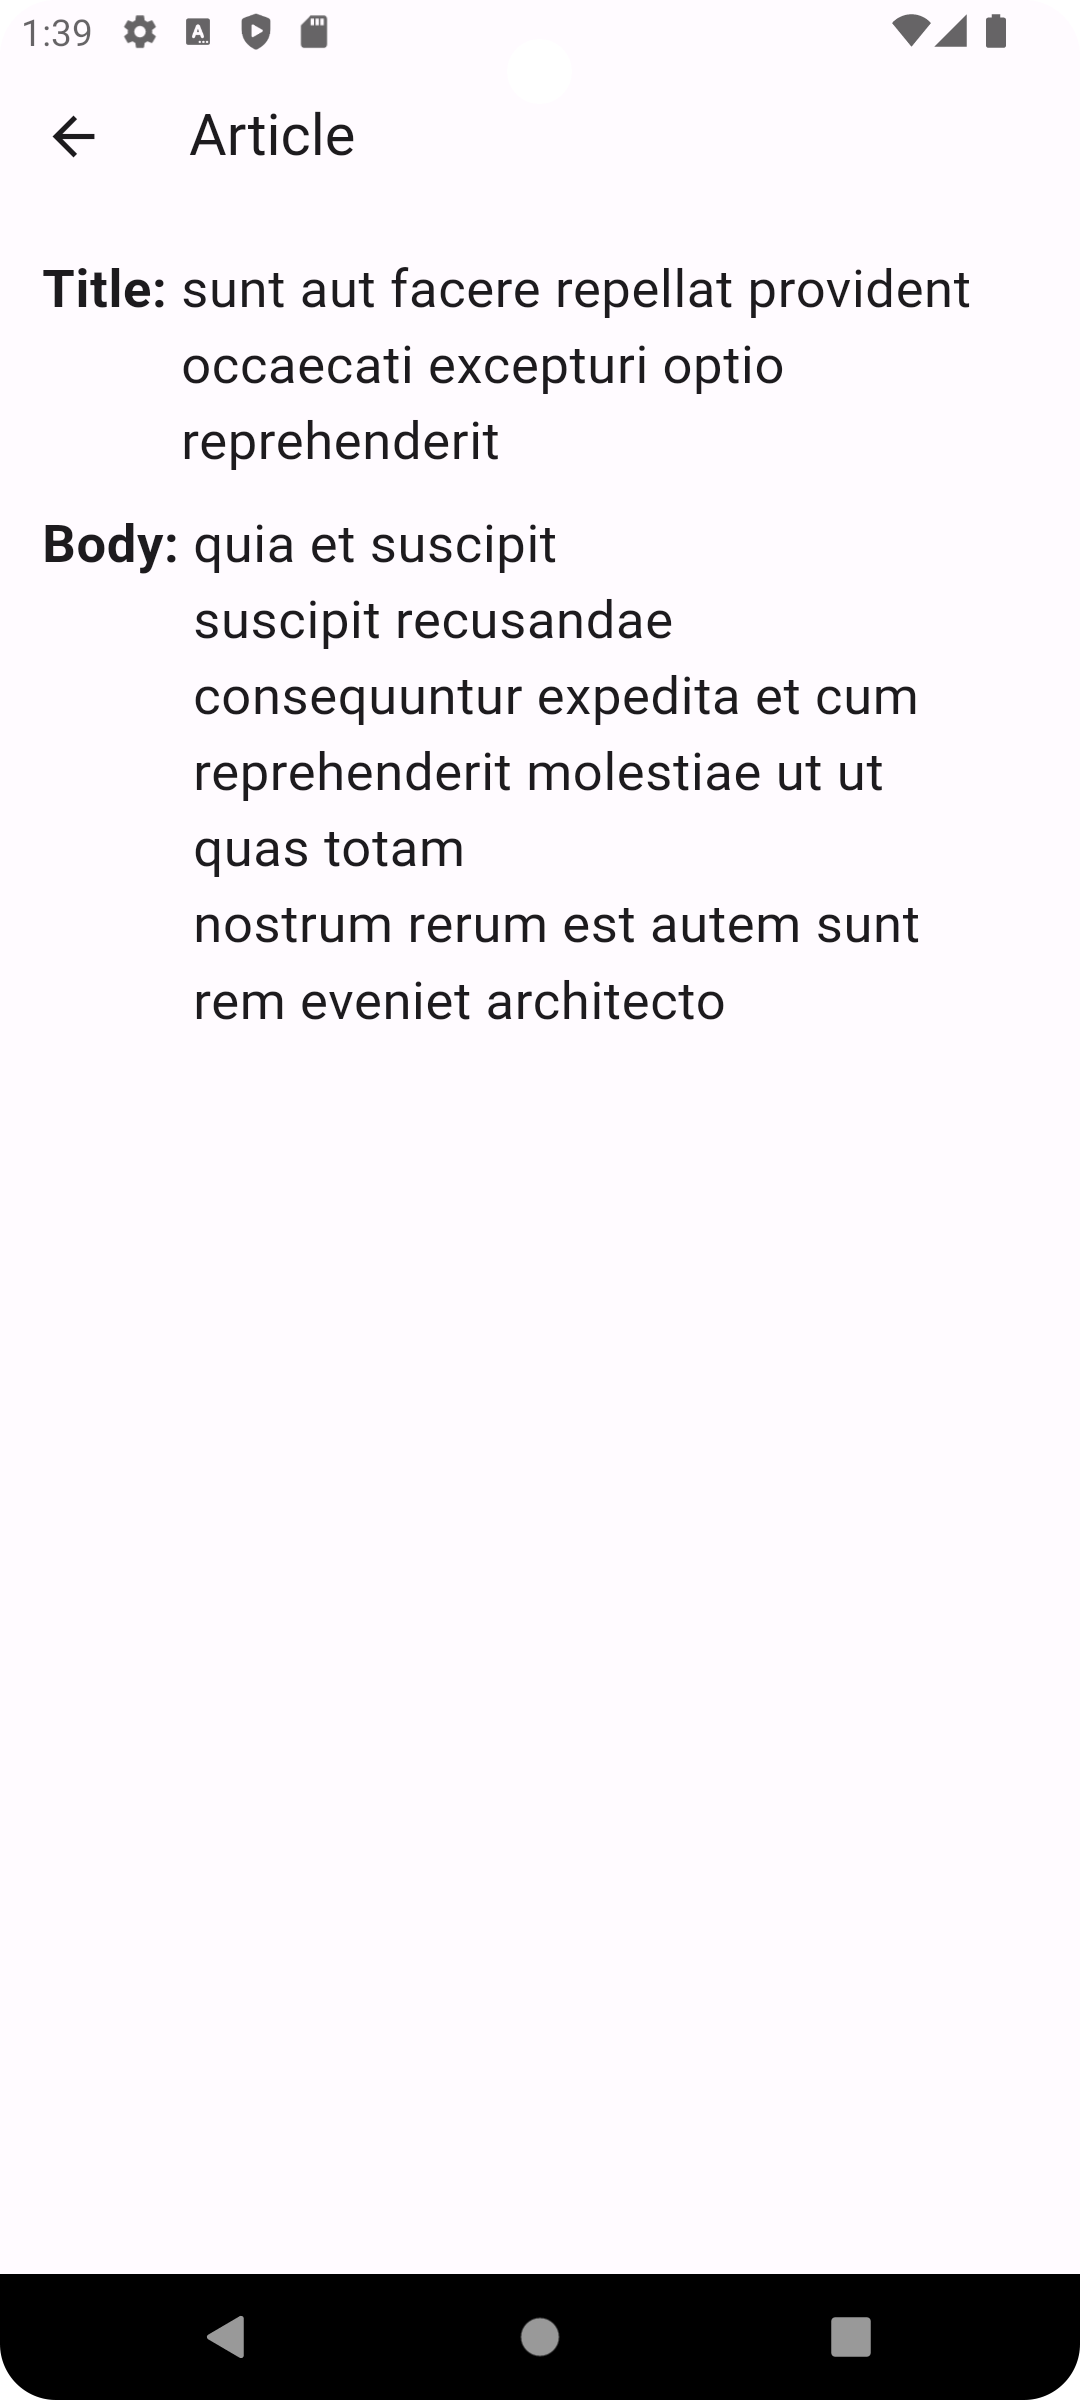 1:39
Article
Title: sunt aut facere repellat provident
occaecati excepturi optio
reprehenderit
Body: quia et suscipit
suscipit recusandae
consequuntur expedita et cum
reprehenderit molestiae ut ut
quas totam
nostrum rerum est autem sunt
rem eveniet architecto